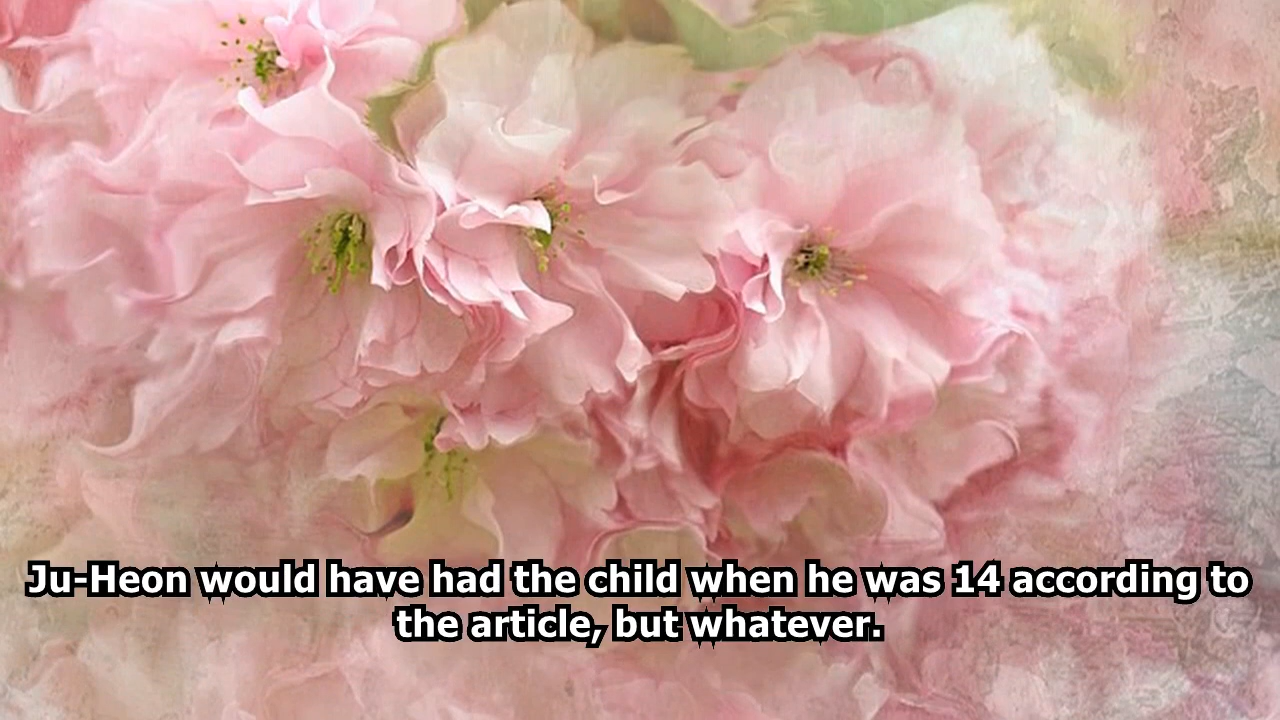 Ju-Heon would have had the child when he was 14 according to
the article, but whatever.